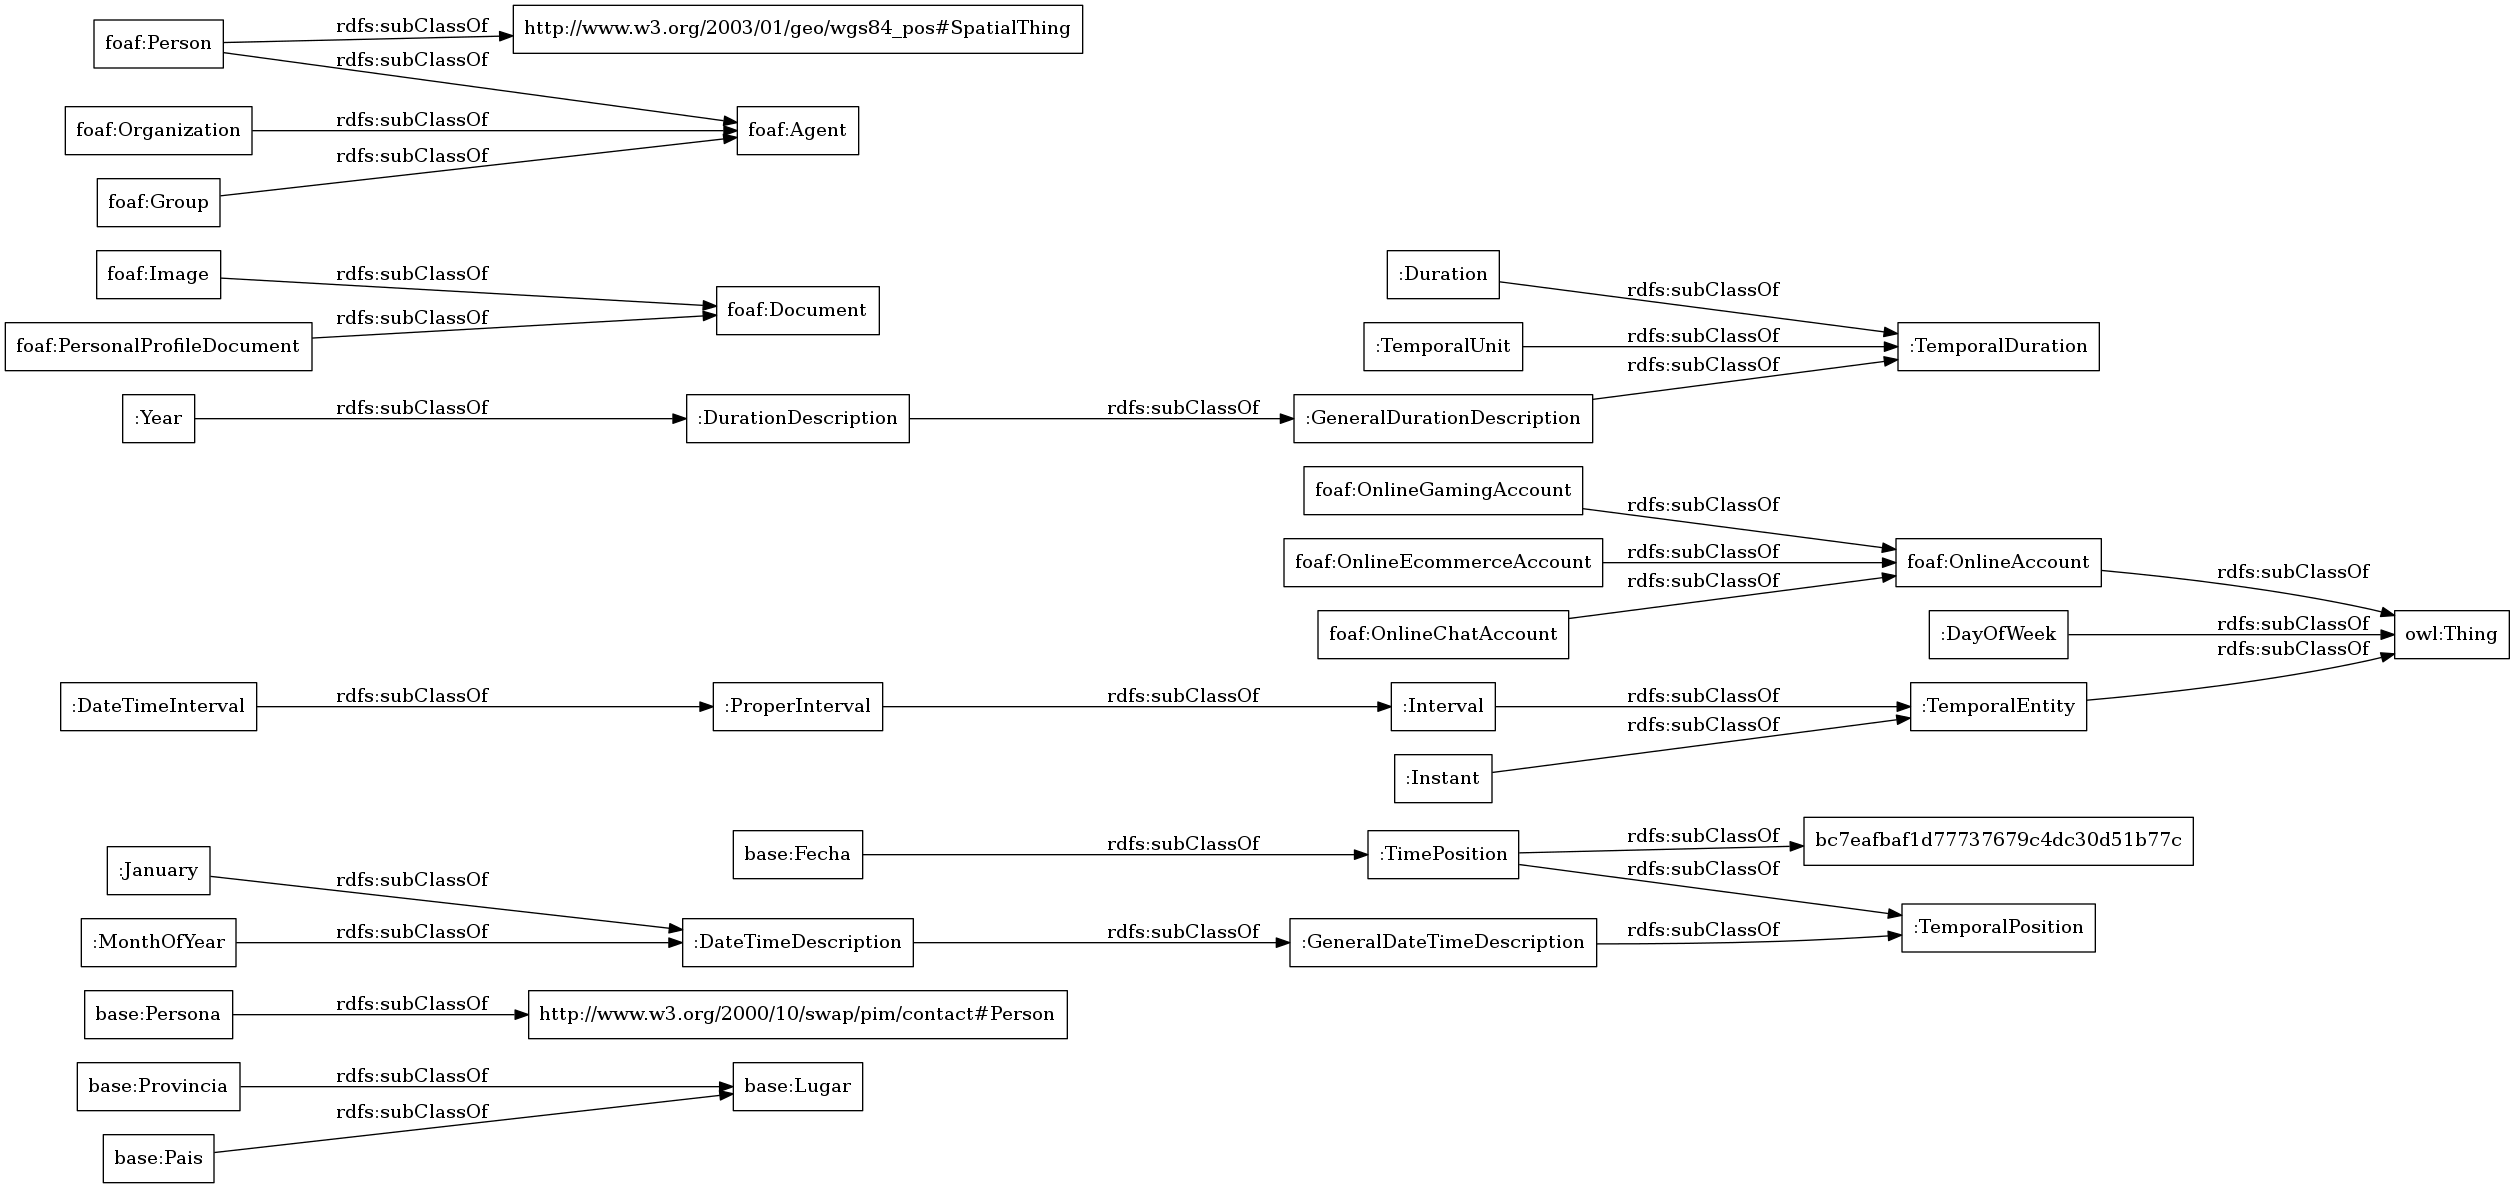 foaf:Person
rdfs:subClassOf
http://www.w3.org/2003/01/geo/wgs84_pos#SpatialThing
rdfs:subClassOf
foaf:Organization
rdfs:subClassOf
foaf:Agent
rdfs:subClassOf
foaf:Group
foaf:Image
rdfs:subClassOf
foaf:Document
foaf:PersonalProfileDocument
rdfs:subClassOf
:Duration
rdfs:subClassOf
:TemporalUnit
rdfs:subClassOf
:TemporalDuration
rdfs:subClassOf
:Year
rdfs:subClassOf
:DurationDescription
rdfs:subClassOf
:GeneralDurationDescription
foaf:OnlineGamingAccount
rdfs:subClassOf
foaf:OnlineEcommerceAccount
rdfs:subClassOf
foaf:OnlineAccount
rdfs:subClassOf
rdfs:subClassOf
foaf:OnlineChatAccount
:DayOfWeek
rdfs:subClassOf
owl:Thing
rdfs:subClassOf
:DateTimeInterval
rdfs:subClassOf
:ProperInterval
rdfs:subClassOf
:Interval
rdfs:subClassOf
:TemporalEntity
rdfs:subClassOf
:Instant
base:Fecha
rdfs:subClassOf
:TimePosition
rdfs:subClassOf
bc7eafbaf1d77737679c4dc30d51b77c
rdfs:subClassOf
:January
rdfs:subClassOf
:MonthOfYear
rdfs:subClassOf
:DateTimeDescription
rdfs:subClassOf
:GeneralDateTimeDescription
rdfs:subClassOf
:TemporalPosition
base:Persona
rdfs:subClassOf
http://www.w3.org/2000/10/swap/pim/contact#Person
base:Provincia
rdfs:subClassOf
base:Lugar
rdfs:subClassOf
base:Pais